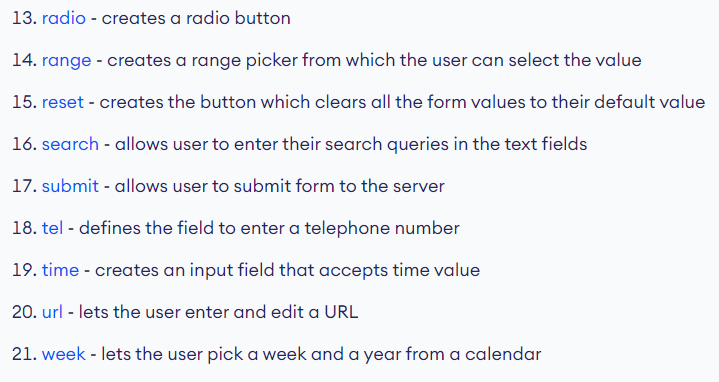 13. radio - creates a radio button
14. range - creates a range picker from which the user can select the value
15. reset - creates the button which clears all the form values to their default value
16. search - allows user to enter their search queries in the text fields
17. submit - allows user to submit form to the server
18. tel - defines the field to enter a telephone number
19. time - creates an input field that accepts time value
20. url - lets the user enter and edit a URL
21. week - lets the user pick a week and a year from a calendar